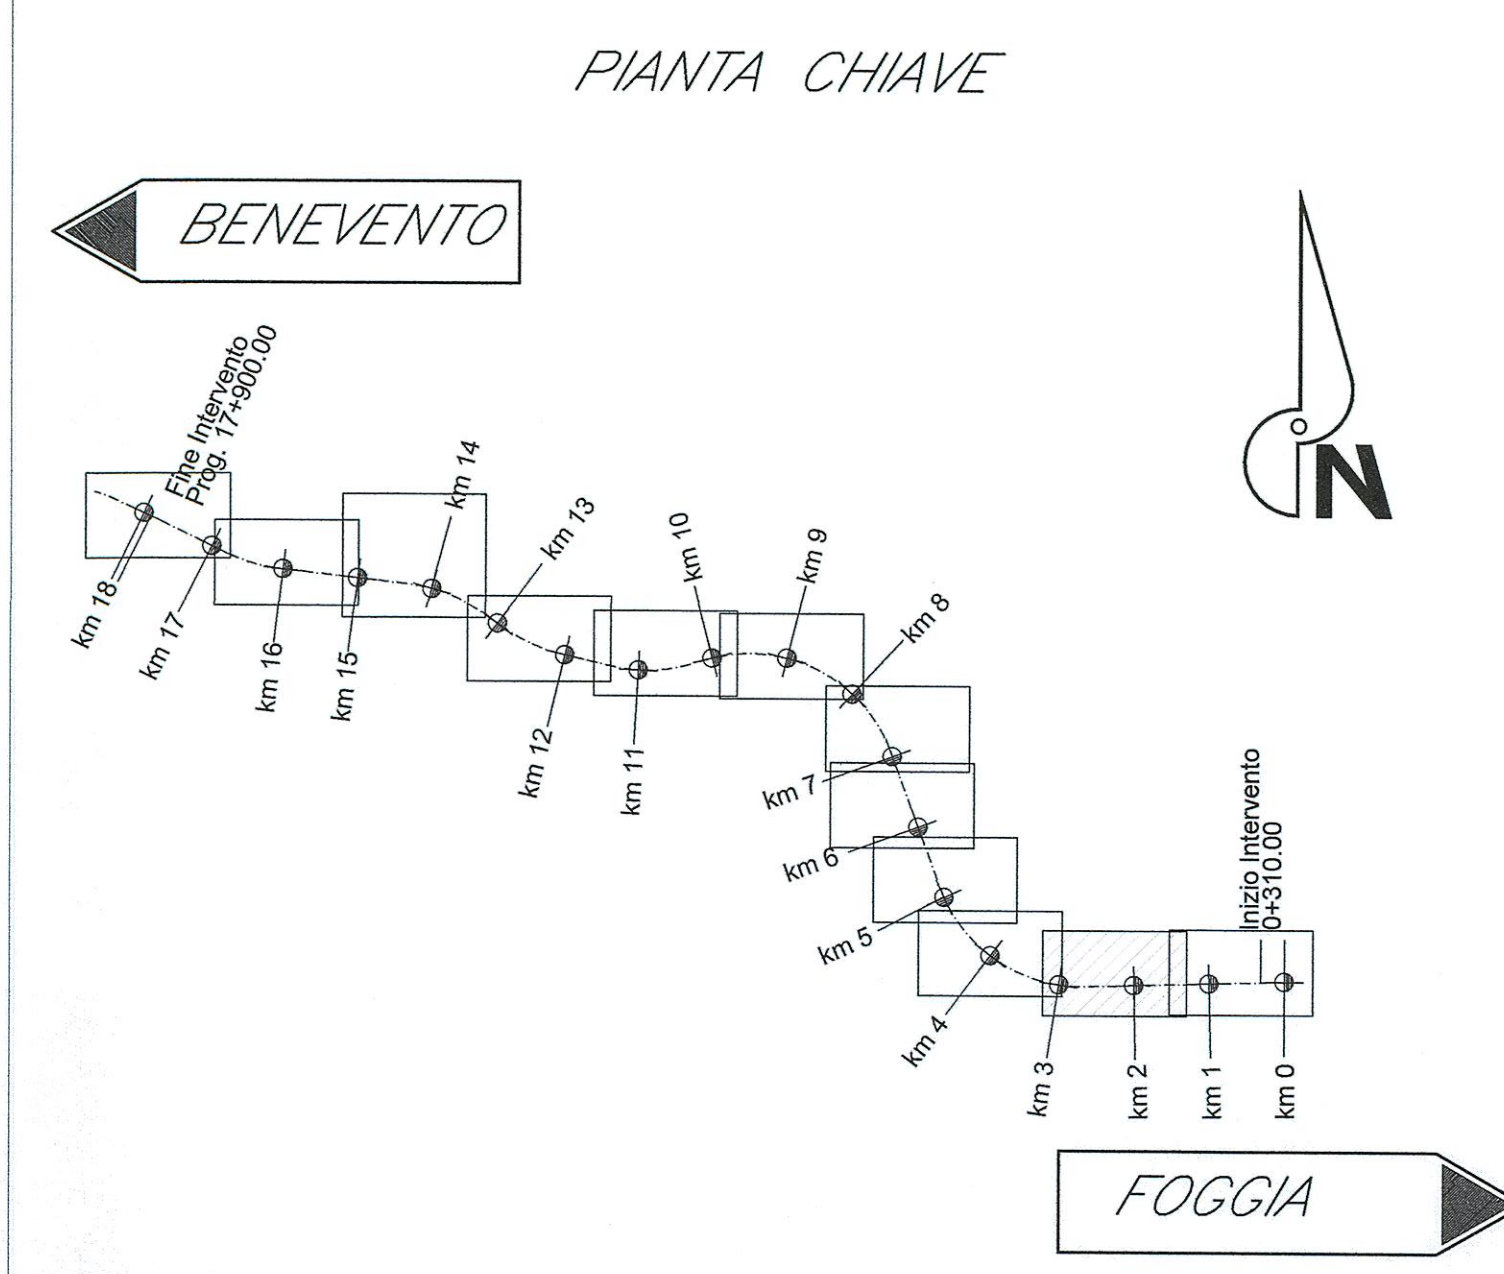 PIANTA CHIAVE
BENEVENTO
N
Fine Intervento
Prog. 17+900.00
km 18
km 17
km 16
km 15
km 14
km 13
km 12
km 11
km 10
km 9
km 8
km 7
km 6
km 5
km 4
km 3
km 2
km 1
km 0
Inizio Intervento
0+310.00
FOGGIA